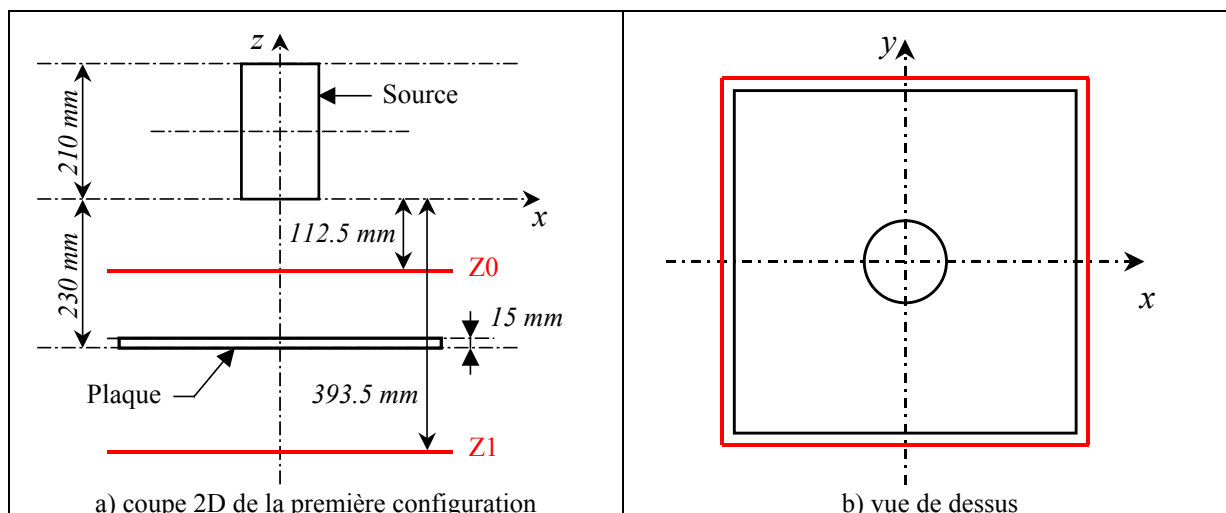 z
Source
210 mm
x
112.5 mm
230 mm
Z0
15 mm
Plaque
393.5 mm
Z1
a) coupe 2D de la première configuration
y
x
b) vue de dessus